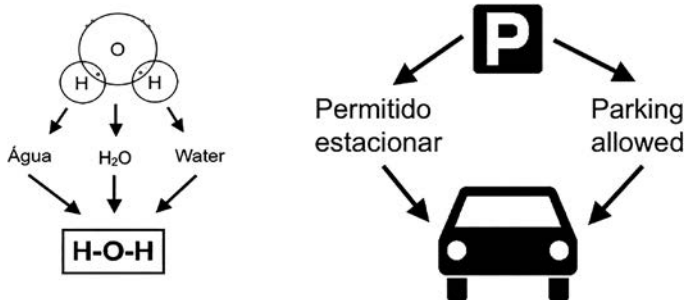 O
H H
Água H₂O Water
H-O-H
P
Permitido
estacionar
Parking
allowed